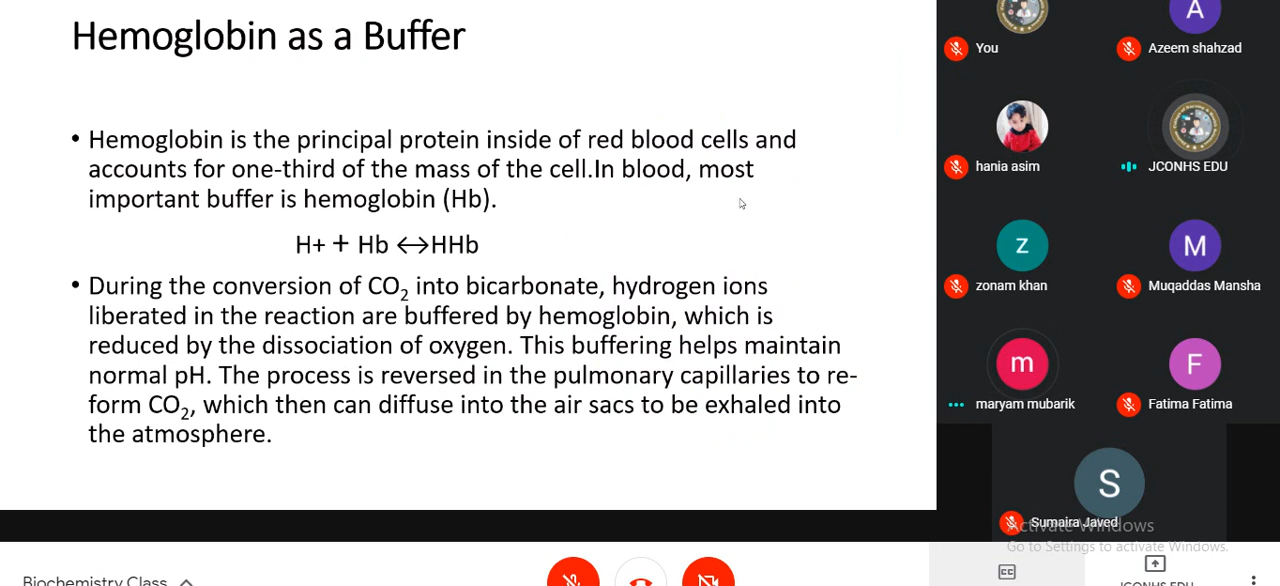 Hemoglobin as a Buffer
• Hemoglobin is the principal protein inside of red blood cells and
accounts for one-third of the mass of the cell.In blood, most
important buffer is hemoglobin (Hb).
H+ + Hb ↔HHb
• During the conversion of CO₂ into bicarbonate, hydrogen ions
liberated in the reaction are buffered by hemoglobin, which is
reduced by the dissociation of oxygen. This buffering helps maintain
normal pH. The process is reversed in the pulmonary capillaries to re-
form CO₂, which then can diffuse into the air sacs to be exhaled into
the atmosphere.
A
You
Azeem shahzad
hania asim
JCONHS EDU
z
M
zonam khan
Muqaddas Mansha
m
F
maryam mubarik
Fatima Fatima
S
Sumaira Javed
Activate Windows
Go to Settings to activate Windows.
Biochemistry Class
CC
JCONHS EDU